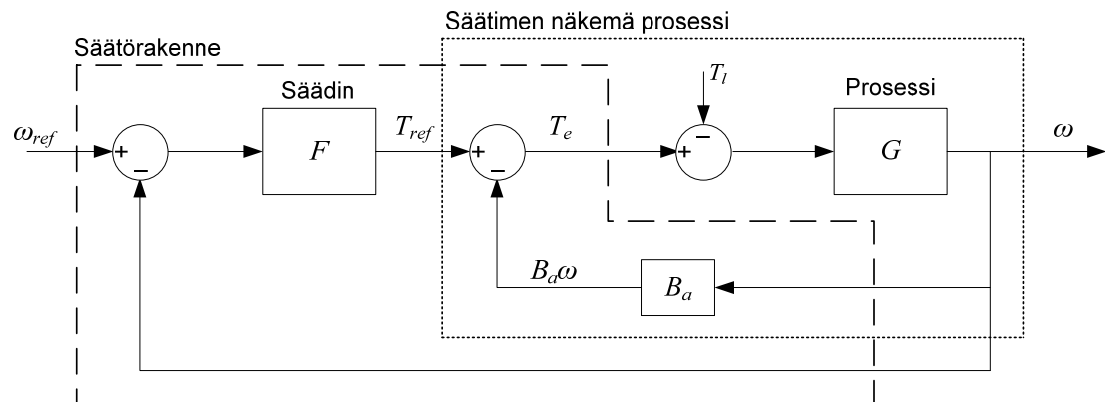 Säätimen näkemä prosessi
Säätörakenne
Säädin
Prosessi
T_l
ω_ref
+
−
F
T_ref
+
−
T_e
+
−
G
ω
B_aω
B_a